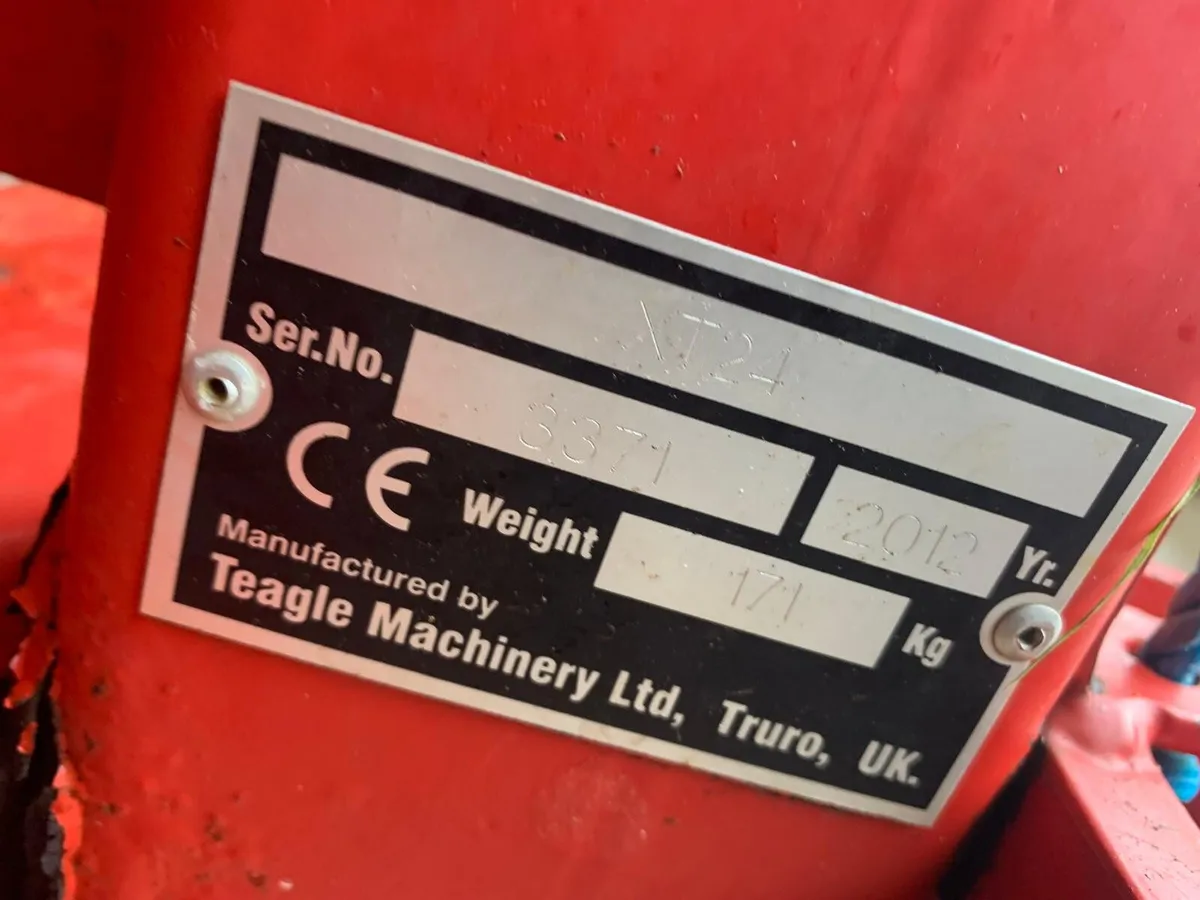 XT24
Ser.No. 3371 2012 Yr.
CE Weight 171 Kg
Manufactured by
Teagle Machinery Ltd, Truro, UK.